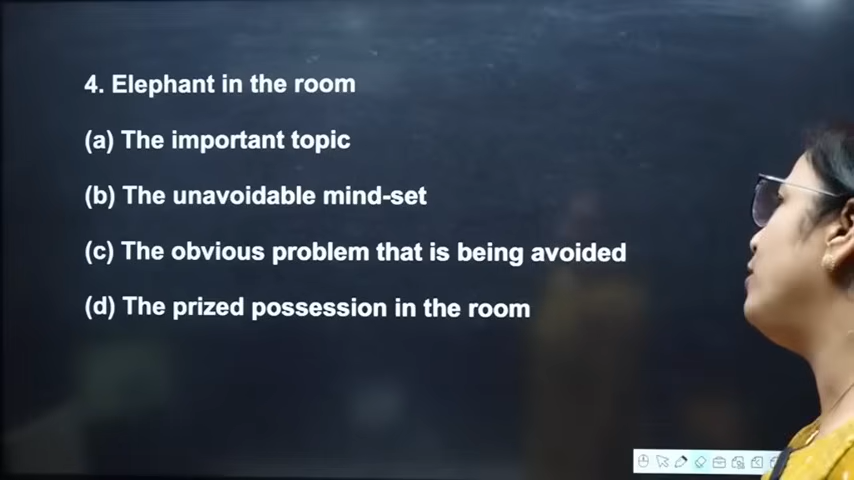 4. Elephant in the room
(a) The important topic
(b) The unavoidable mind-set
(c) The obvious problem that is being avoided
(d) The prized possession in the room